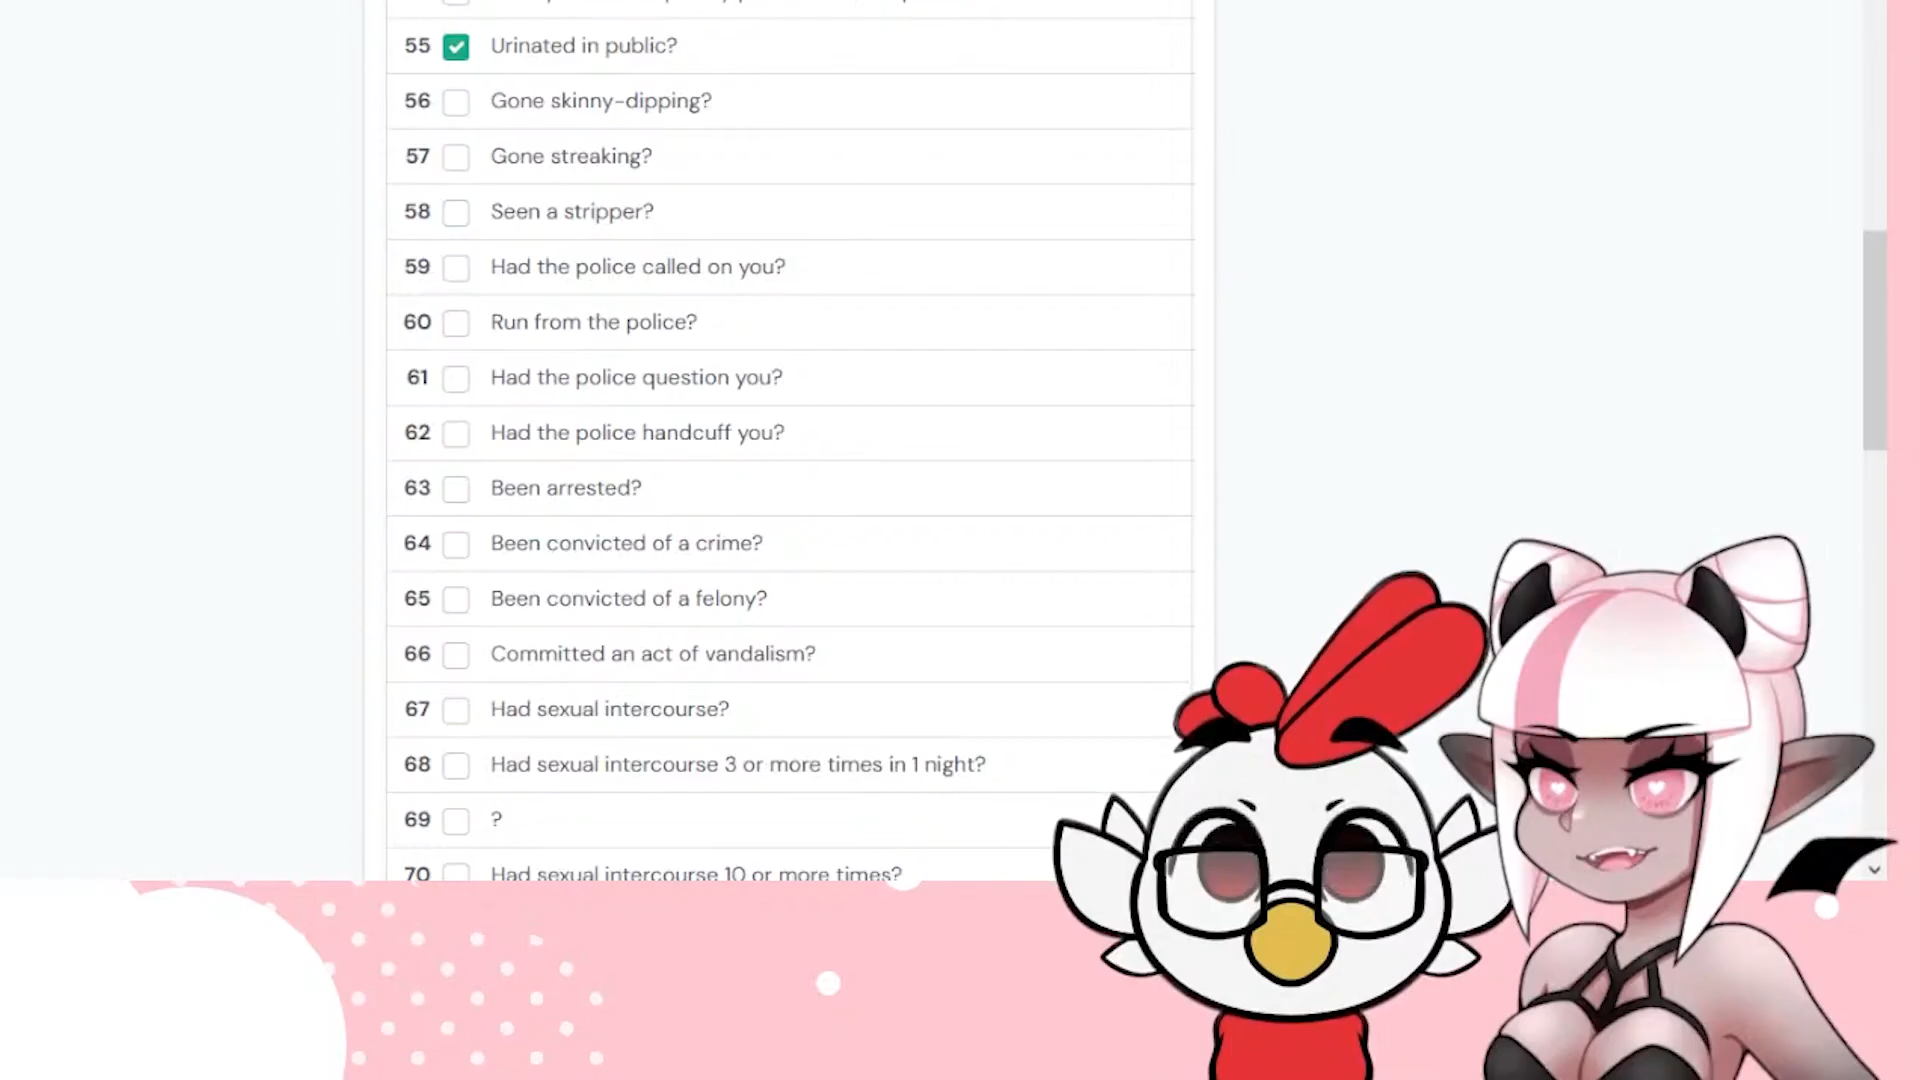 55 Urinated in public?
56 Gone skinny-dipping?
57 Gone streaking?
58 Seen a stripper?
59 Had the police called on you?
60 Run from the police?
61 Had the police question you?
62 Had the police handcuff you?
63 Been arrested?
64 Been convicted of a crime?
65 Been convicted of a felony?
66 Committed an act of vandalism?
67 Had sexual intercourse?
68 Had sexual intercourse 3 or more times in 1 night?
69 ?
70 Had sexual intercourse 10 or more times?